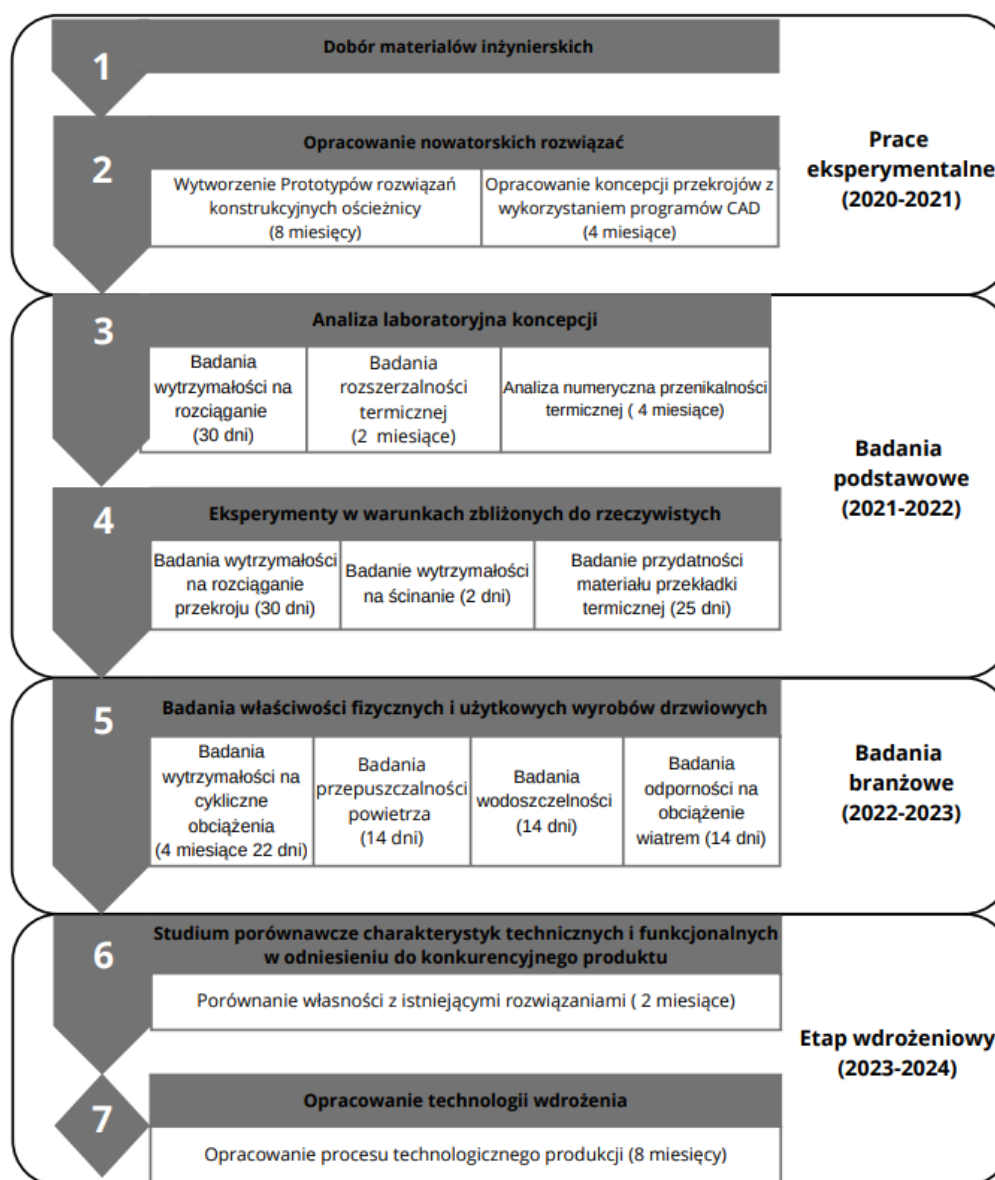 1
Dobór materialów inżynierskich
2
Opracowanie nowatorskich rozwiązać
Wytworzenie Prototypów rozwiązań
konstrukcyjnych ościeżnicy
(8 miesięcy)
Opracowanie koncepcji przekrojów z
wykorzystaniem programów CAD
(4 miesiące)
Prace
eksperymentalne
(2020-2021)
3
Analiza laboratoryjna koncepcji
Badania
wytrzymałości na
rozciąganie
(30 dni)
Badania
rozszerzalności
termicznej
(2 miesiące)
Analiza numeryczna przenikalności
termicznej ( 4 miesiące)
4
Eksperymenty w warunkach zbliżonych do rzeczywistych
Badania wytrzymałości
na rozciąganie
przekroju (30 dni)
Badanie wytrzymałości
na ścinanie (2 dni)
Badanie przydatności
materiału przekładki
termicznej (25 dni)
Badania
podstawowe
(2021-2022)
5
Badania właściwości fizycznych i użytkowych wyrobów drzwiowych
Badania
wytrzymałości na
cykliczne
obciążenia
(4 miesiące 22 dni)
Badania
przepuszczalności
powietrza
(14 dni)
Badania
wodoszczelności
(14 dni)
Badania
odporności na
obciążenie
wiatrem (14 dni)
Badania
branżowe
(2022-2023)
6
Studium porównawcze charakterystyk technicznych i funkcjonalnych
w odniesieniu do konkurencyjnego produktu
Porównanie własności z istniejącymi rozwiązaniami ( 2 miesiące)
7
Opracowanie technologii wdrożenia
Opracowanie procesu technologicznego produkcji (8 miesięcy)
Etap wdrożeniowy
(2023-2024)